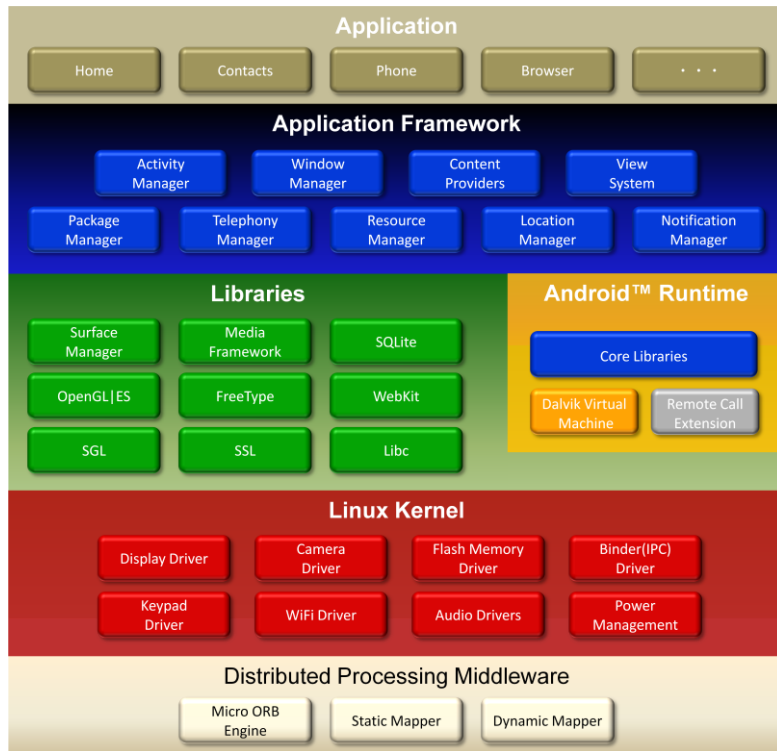 Application
Home
Contacts
Phone
Browser
. . .
Application Framework
Activity
Manager
Window
Manager
Content
Providers
View
System
Package
Manager
Telephony
Manager
Resource
Manager
Location
Manager
Notification
Manager
Libraries
Surface
Manager
Media
Framework
SQLite
OpenGL|ES
FreeType
WebKit
SGL
SSL
Libc
Android™ Runtime
Core Libraries
Dalvik Virtual
Machine
Remote Call
Extension
Linux Kernel
Display Driver
Camera
Driver
Flash Memory
Driver
Binder(IPC)
Driver
Keypad
Driver
WiFi Driver
Audio Drivers
Power
Management
Distributed Processing Middleware
Micro ORB
Engine
Static Mapper
Dynamic Mapper